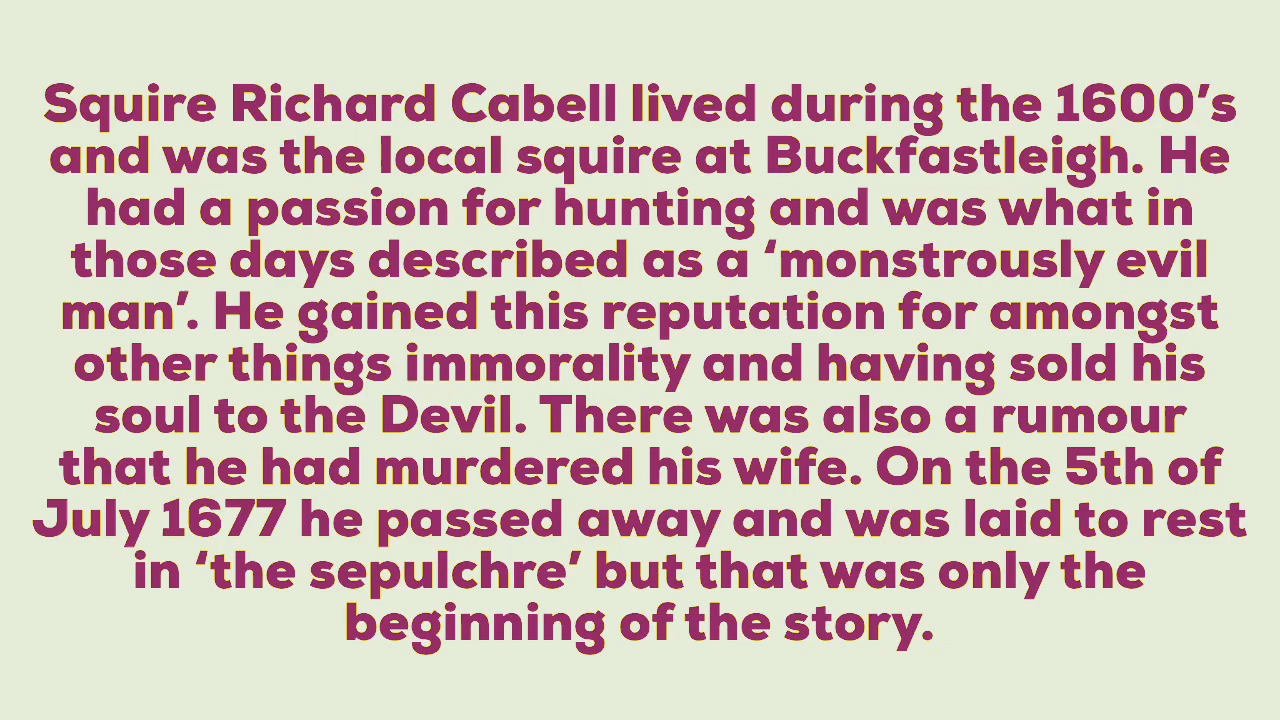 Squire Richard Cabell lived during the 1600’s
and was the local squire at Buckfastleigh. He
had a passion for hunting and was what in
those days described as a ‘monstrously evil
man’. He gained this reputation for amongst
other things immorality and having sold his
soul to the Devil. There was also a rumour
that he had murdered his wife. On the 5th of
July 1677 he passed away and was laid to rest
in ‘the sepulchre’ but that was only the
beginning of the story.